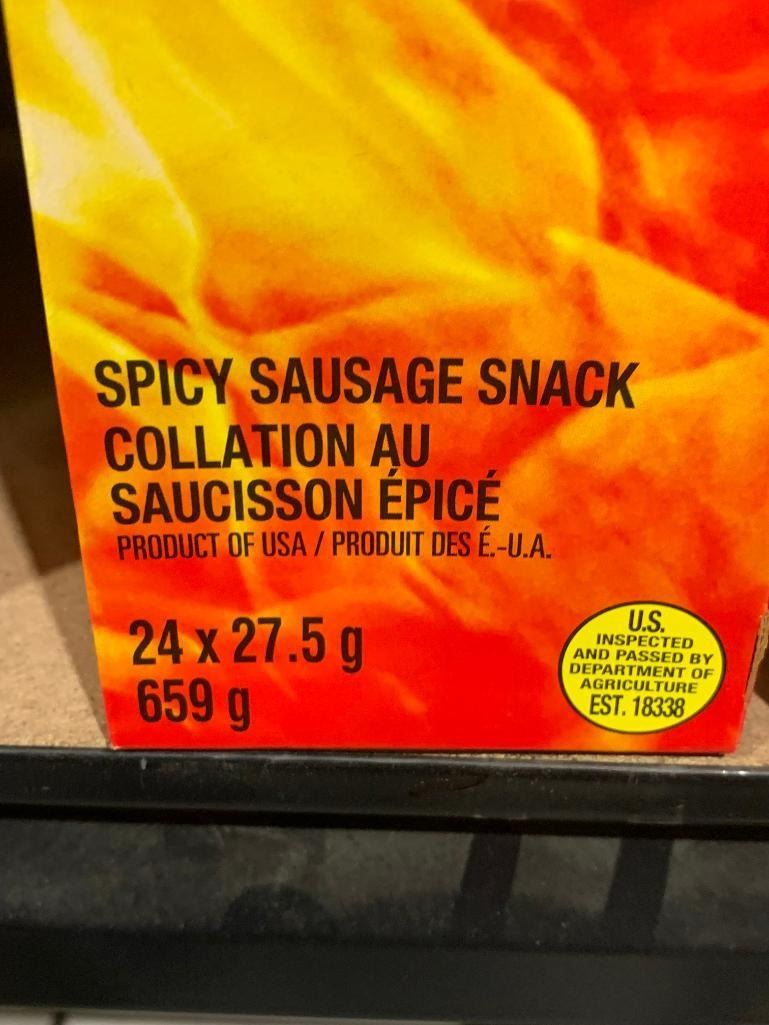 SPICY SAUSAGE SNACK
COLLATION AU
SAUCISSON ÉPICÉ
PRODUCT OF USA / PRODUIT DES É.-U.A.
24 x 27.5 g
659 g
U.S.
INSPECTED
AND PASSED BY
DEPARTMENT OF
AGRICULTURE
EST. 18338